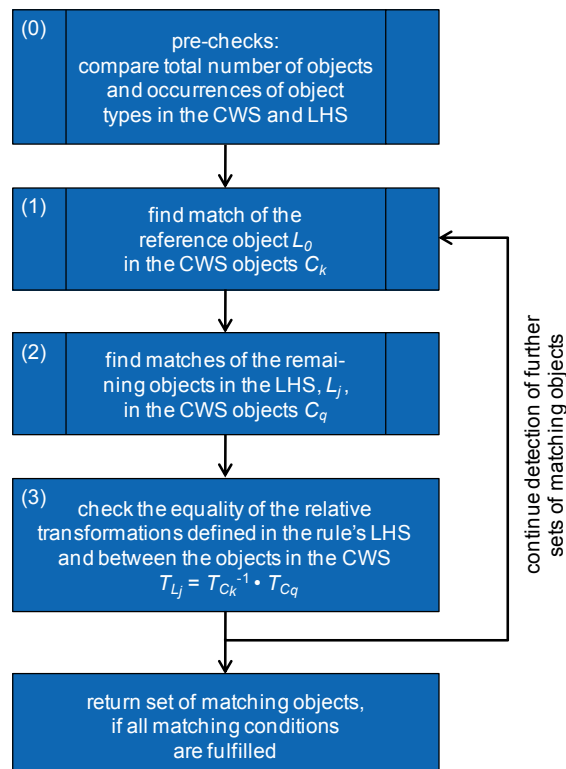 (0)
pre-checks:
compare total number of objects
and occurrences of object
types in the CWS and LHS
(1)
find match of the
reference object L₀
in the CWS objects Cₖ
(2)
find matches of the remai-
ning objects in the LHS, Lⱼ ,
in the CWS objects C_q
(3)
check the equality of the relative
transformations defined in the rule's LHS
and between the objects in the CWS
T_Lj = T_Ck⁻¹ • T_Cq
continue detection of further
sets of matching objects
return set of matching objects,
if all matching conditions
are fulfilled